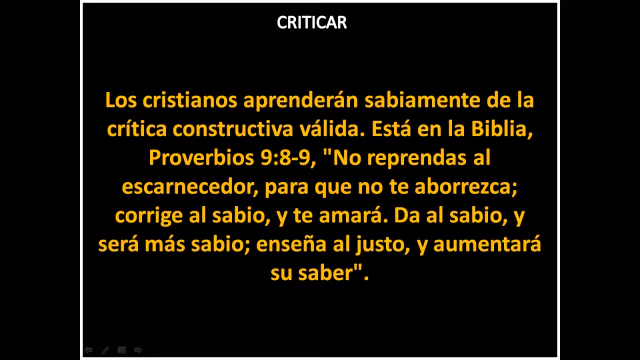 CRITICAR
Los cristianos aprenderán sabiamente de la
crítica constructiva válida. Está en la Biblia,
Proverbios 9:8-9, "No reprendas al
escarnecedor, para que no te aborrezca;
corrige al sabio, y te amará. Da al sabio, y
será más sabio; enseña al justo, y aumentará
su saber".